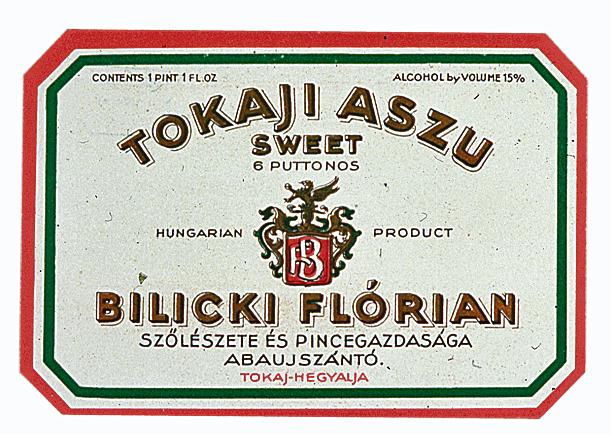 CONTENTS 1 PINT 1 FL.OZ
ALCOHOL by VOLUME 15%
TOKAJI ASZU
SWEET
6 PUTTONOS
HUNGARIAN PRODUCT
FB
BILICKI FLÓRIAN
SZŐLÉSZETE ÉS PINCEGAZDASÁGA
ABAUJSZÁNTÓ.
TOKAJ-HEGYALJA